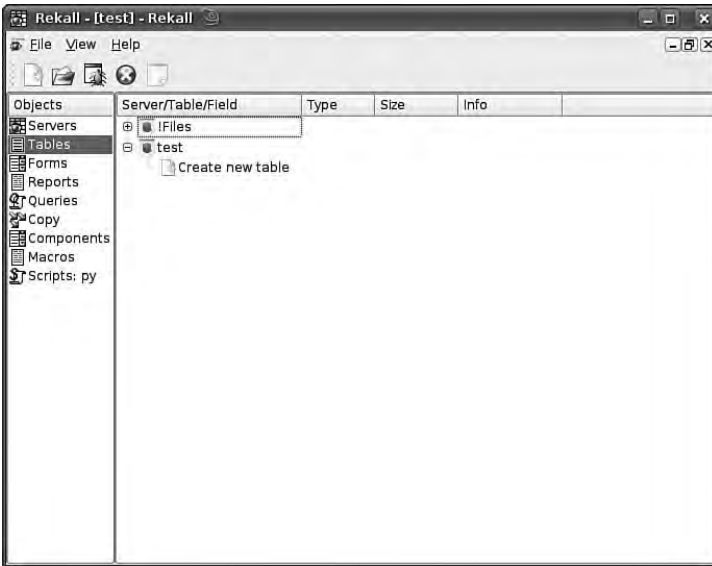 Rekall - [test] - Rekall
File View Help
Objects
Servers
Tables
Forms
Reports
Queries
Copy
Components
Macros
Scripts: py
Server/Table/Field Type Size Info
!Files
test
Create new table